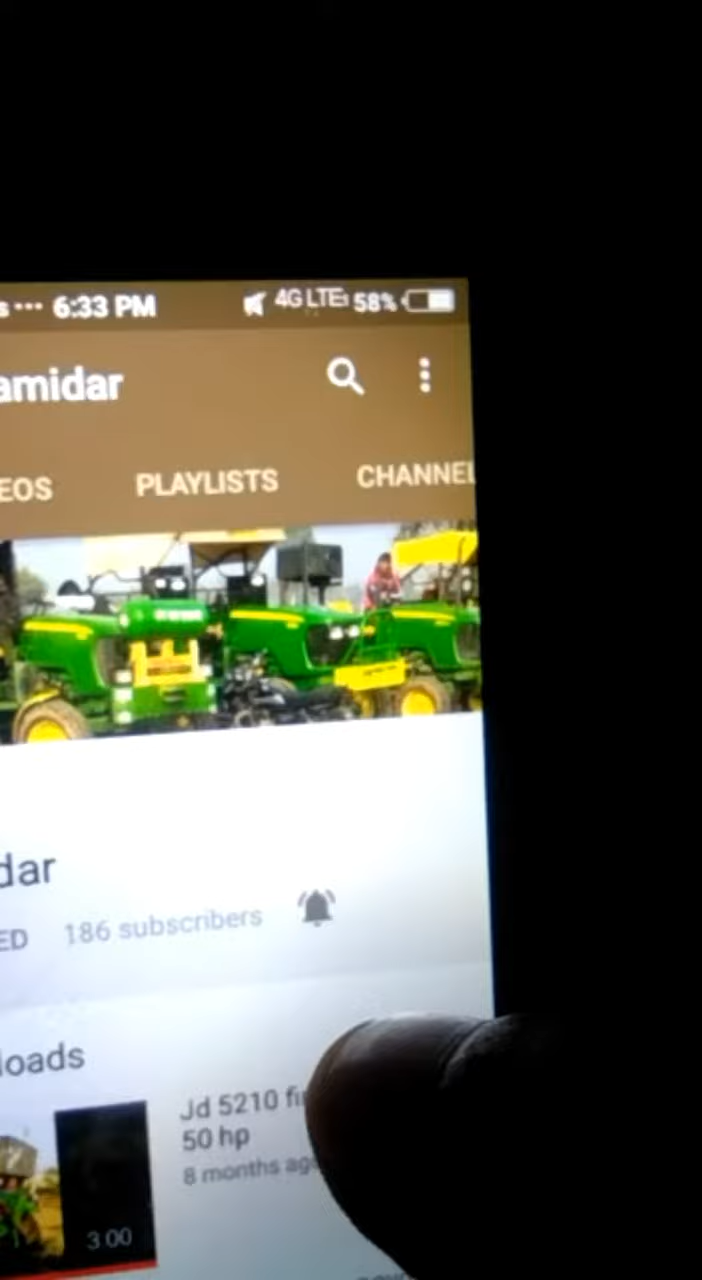 s ··· 6:33 PM 4G LTE 58%
amidar
EOS PLAYLISTS CHANNEL
dar
ED 186 subscribers
loads
Jd 5210
50 hp
8 months ago
3:00